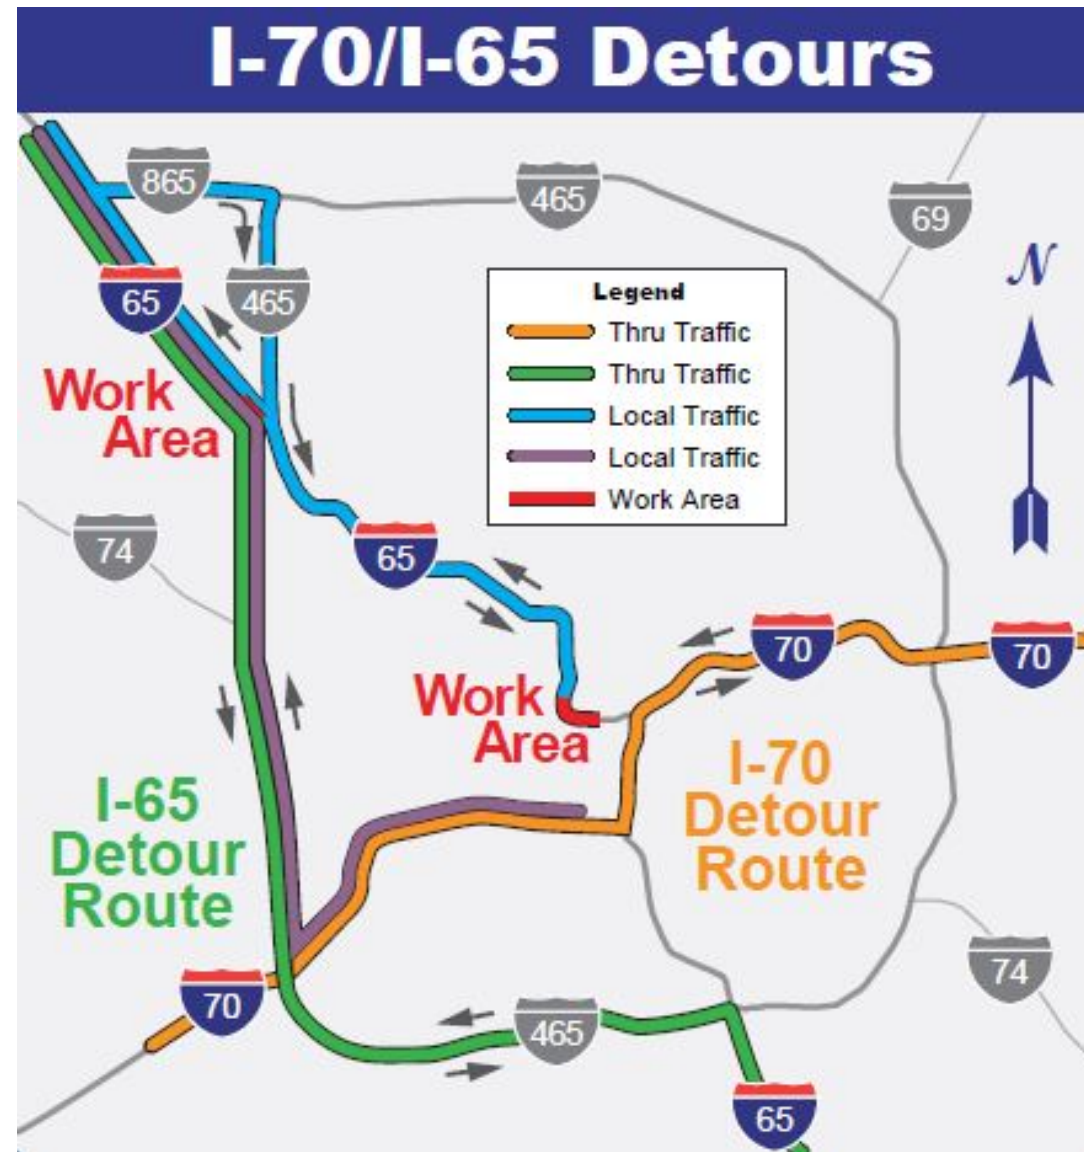 I-70/I-65 Detours
865
465
69
N
65
465
Legend
Thru Traffic
Thru Traffic
Local Traffic
Local Traffic
Work Area
Work
Area
74
65
70
70
Work
Area
I-65
Detour
Route
I-70
Detour
Route
70
465
74
65